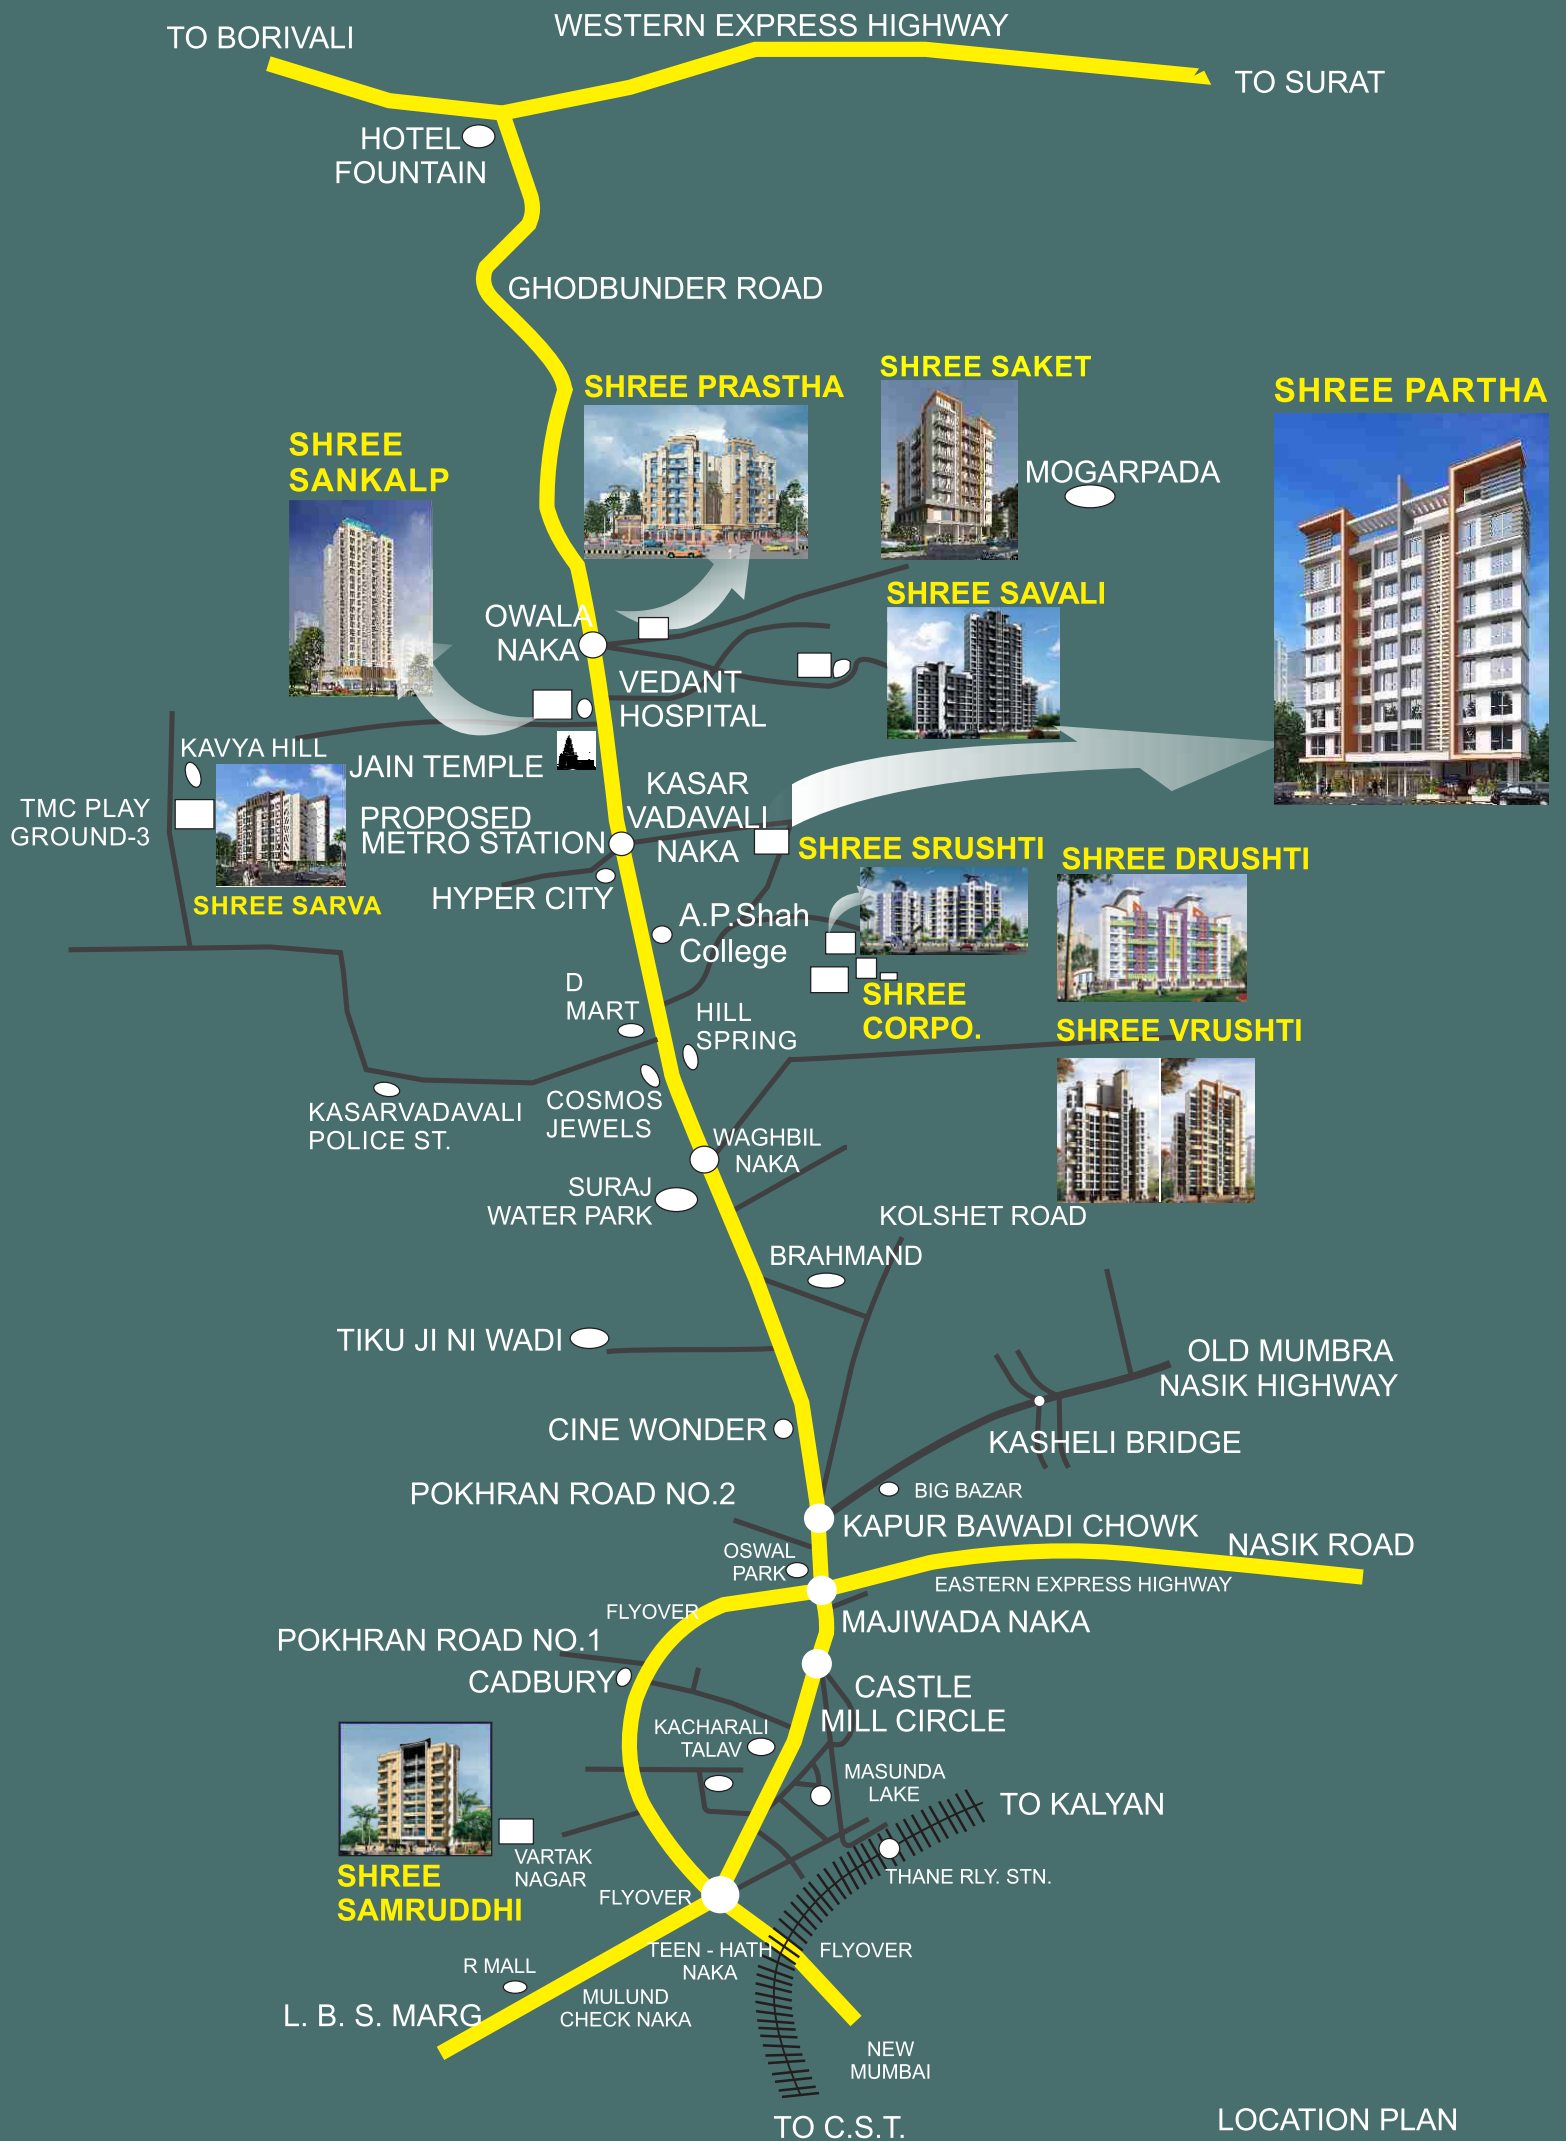 WESTERN EXPRESS HIGHWAY
TO BORIVALI
TO SURAT
HOTEL
FOUNTAIN
GHODBUNDER ROAD
SHREE SAKET
SHREE PRASTHA
SHREE PARTHA
SHREE
SANKALP
MOGARPADA
SHREE SAVALI
OWALA
NAKA
VEDANT
HOSPITAL
KAVYA HILL
JAIN TEMPLE
KASAR
VADAVALI
NAKA
TMC PLAY
GROUND-3
PROPOSED
METRO STATION
SHREE SRUSHTI
SHREE DRUSHTI
HYPER CITY
SHREE SARVA
A.P.Shah
College
D
MART
SHREE
CORPO.
HILL
SPRING
SHREE VRUSHTI
KASARVADAVALI
POLICE ST.
COSMOS
JEWELS
WAGHBIL
NAKA
SURAJ
WATER PARK
KOLSHET ROAD
BRAHMAND
TIKU JI NI WADI
OLD MUMBRA
NASIK HIGHWAY
CINE WONDER
KASHELI BRIDGE
POKHRAN ROAD NO.2
BIG BAZAR
KAPUR BAWADI CHOWK
NASIK ROAD
OSWAL
PARK
EASTERN EXPRESS HIGHWAY
FLYOVER
MAJIWADA NAKA
POKHRAN ROAD NO.1
CADBURY
CASTLE
MILL CIRCLE
KACHARALI
TALAV
MASUNDA
LAKE
TO KALYAN
VARTAK
NAGAR
SHREE
SAMRUDDHI
THANE RLY. STN.
FLYOVER
TEEN - HATH
NAKA
FLYOVER
R MALL
MULUND
CHECK NAKA
L. B. S. MARG
NEW
MUMBAI
TO C.S.T.
LOCATION PLAN